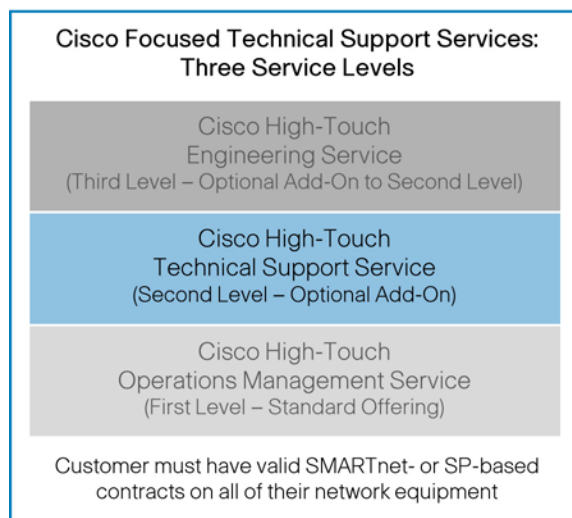 Cisco Focused Technical Support Services:
Three Service Levels
Cisco High-Touch
Engineering Service
(Third Level – Optional Add-On to Second Level)
Cisco High-Touch
Technical Support Service
(Second Level – Optional Add-On)
Cisco High-Touch
Operations Management Service
(First Level – Standard Offering)
Customer must have valid SMARTnet- or SP-based
contracts on all of their network equipment